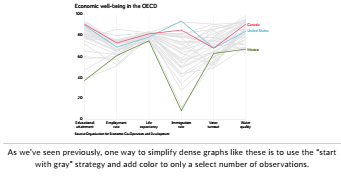 Economic well-being in the OECD
100
80
60
40
20
0
Canada
United States
Mexico
Educational attainment
Employment rate
Life expectancy
Immigration rate
Voter turnout
Water quality
Source: Organization for Economic Co-Operation and Development
As we've seen previously, one way to simplify dense graphs like these is to use the "start
with gray" strategy and add color to only a select number of observations.